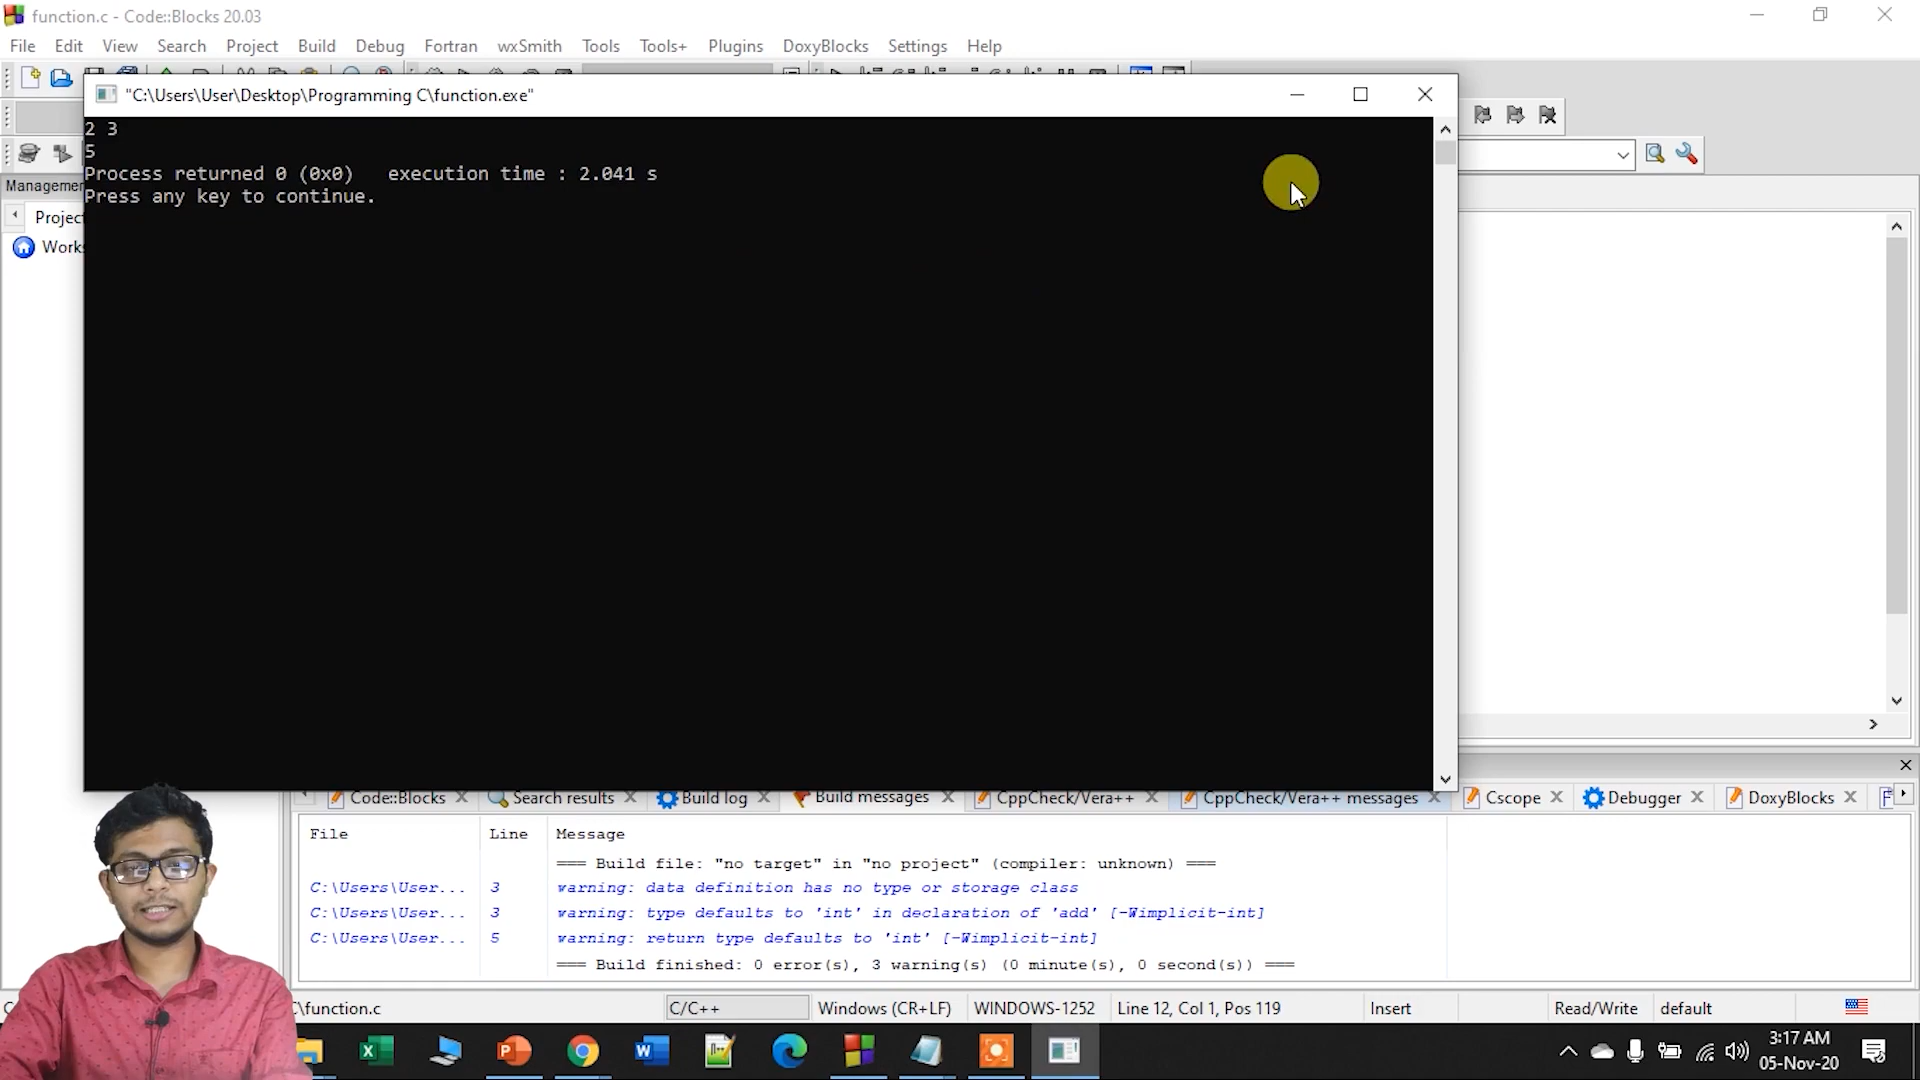 function.c - Code::Blocks 20.03
File Edit View Search Project Build Debug Fortran wxSmith Tools Tools+ Plugins DoxyBlocks Settings Help
"C:\Users\User\Desktop\Programming C\function.exe"
2 3
5
Process returned 0 (0x0)   execution time : 2.041 s
Press any key to continue.
Code::Blocks Search results Build log Build messages CppCheck/Vera++ CppCheck/Vera++ messages Cscope Debugger DoxyBlocks
File Line Message
=== Build file: "no target" in "no project" (compiler: unknown) ===
C:\Users\User... 3 warning: data definition has no type or storage class
C:\Users\User... 3 warning: type defaults to 'int' in declaration of 'add' [-Wimplicit-int]
C:\Users\User... 5 warning: return type defaults to 'int' [-Wimplicit-int]
=== Build finished: 0 error(s), 3 warning(s) (0 minute(s), 0 second(s)) ===
\function.c C/C++ Windows (CR+LF) WINDOWS-1252 Line 12, Col 1, Pos 119 Insert Read/Write default
3:17 AM
05-Nov-20